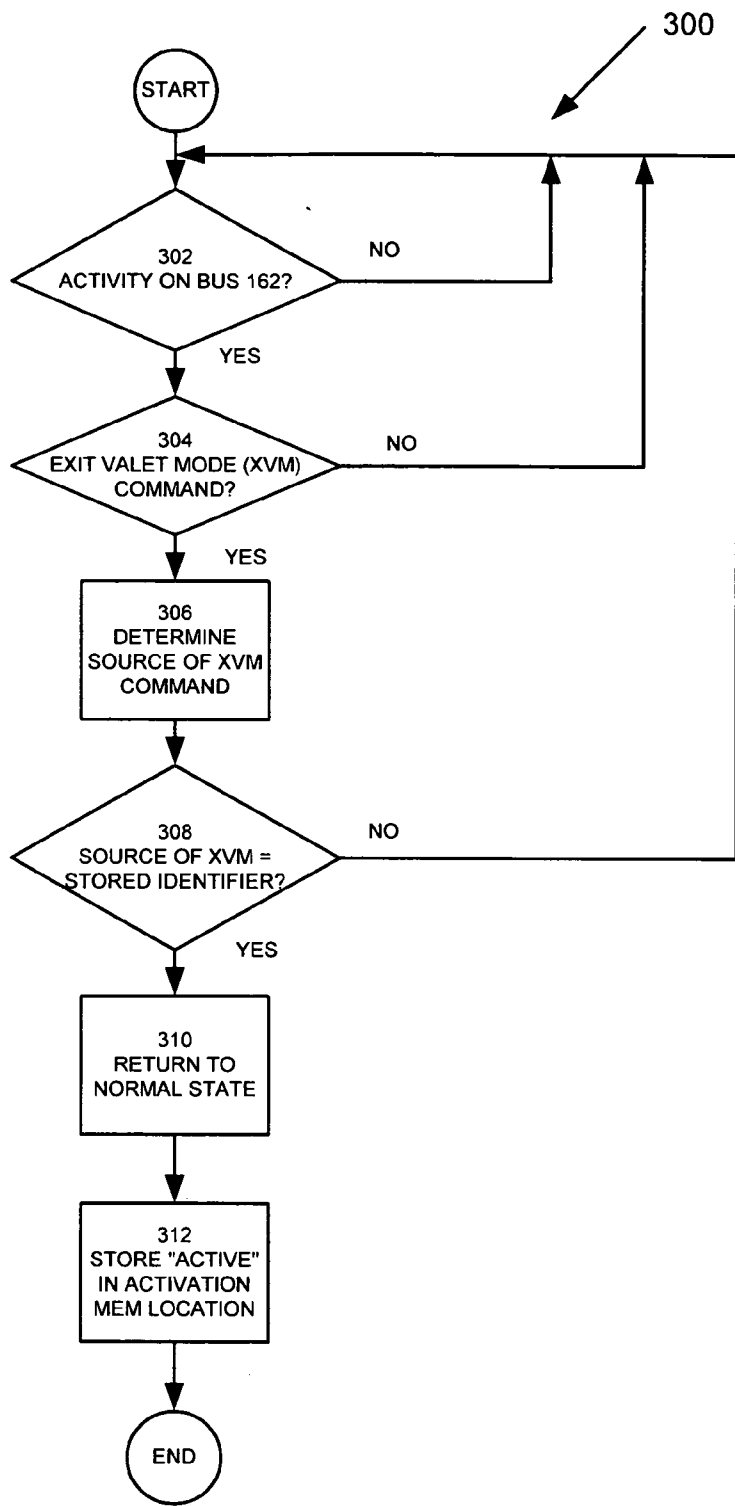 300
START
302
ACTIVITY ON BUS 162?
NO
YES
304
EXIT VALET MODE (XVM)
COMMAND?
NO
YES
306
DETERMINE
SOURCE OF XVM
COMMAND
308
SOURCE OF XVM =
STORED IDENTIFIER?
NO
YES
310
RETURN TO
NORMAL STATE
312
STORE "ACTIVE"
IN ACTIVATION
MEM LOCATION
END